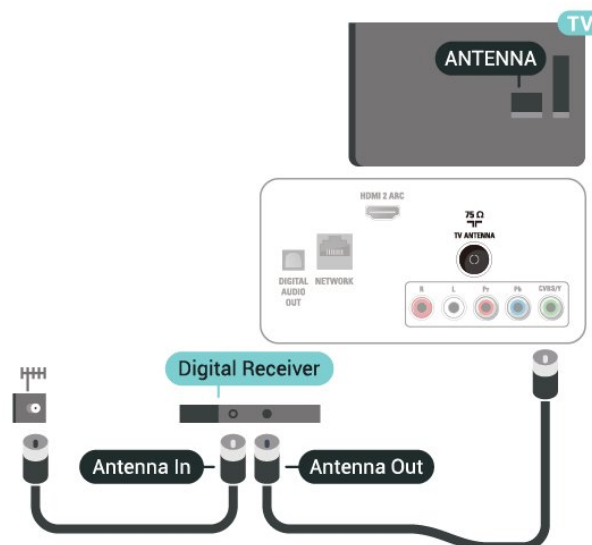 TV
ANTENNA
HDMI 2 ARC
75 Ω
TV ANTENNA
DIGITAL
AUDIO
OUT
NETWORK
R L Pr Pb CVBS/Y
Digital Receiver
Antenna In
Antenna Out